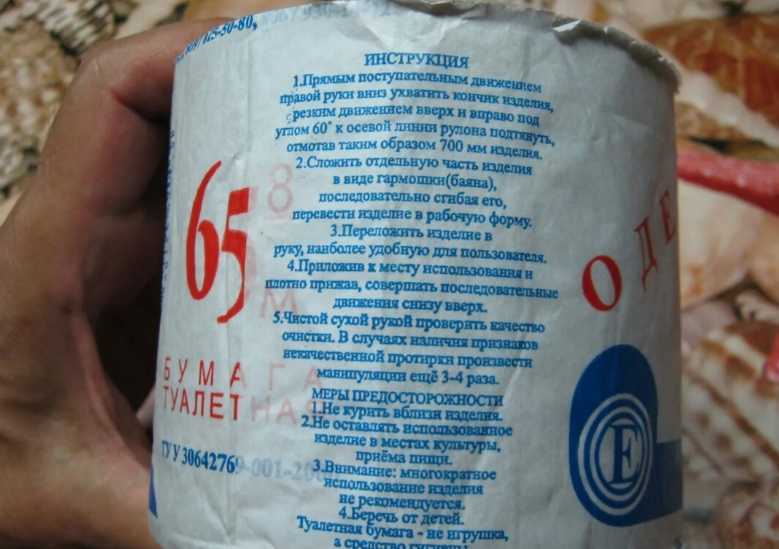 615-50-80,
ИНСТРУКЦИЯ
1.Прямым поступательным движением
правой руки вниз ухватить кончик изделия,
резким движением вверх и вправо под
углом 60° к осевой линии рулона подтянуть,
отмотав таким образом 700 мм изделия.
2.Сложить отдельную часть изделия
в виде гармошки(баяна),
последовательно сгибая его,
перевести изделие в рабочую форму.
3.Переложить изделие в
руку, наиболее удобную для пользователя.
4.Приложив к месту использования и
плотно прижав, совершать последовательные
движения снизу вверх.
5.Чистой сухой рукой проверить качество
очистки. В случаях наличия признаков
некачественной протирки произвести
манипуляции ещё 3-4 раза.
МЕРЫ ПРЕДОСТОРОЖНОСТИ
1.Не курить вблизи изделия.
2.Не оставлять использованное
изделие в местах культуры,
приёма пищи.
3.Внимание: многократное
использование изделия
не рекомендуется.
4.Беречь от детей.
Туалетная бумага - не игрушка,
а средство гигиены
65
М
БУМАГА
ТУАЛЕТНАЯ
ТУ У 30642769-001-20
ОДЕ
Е